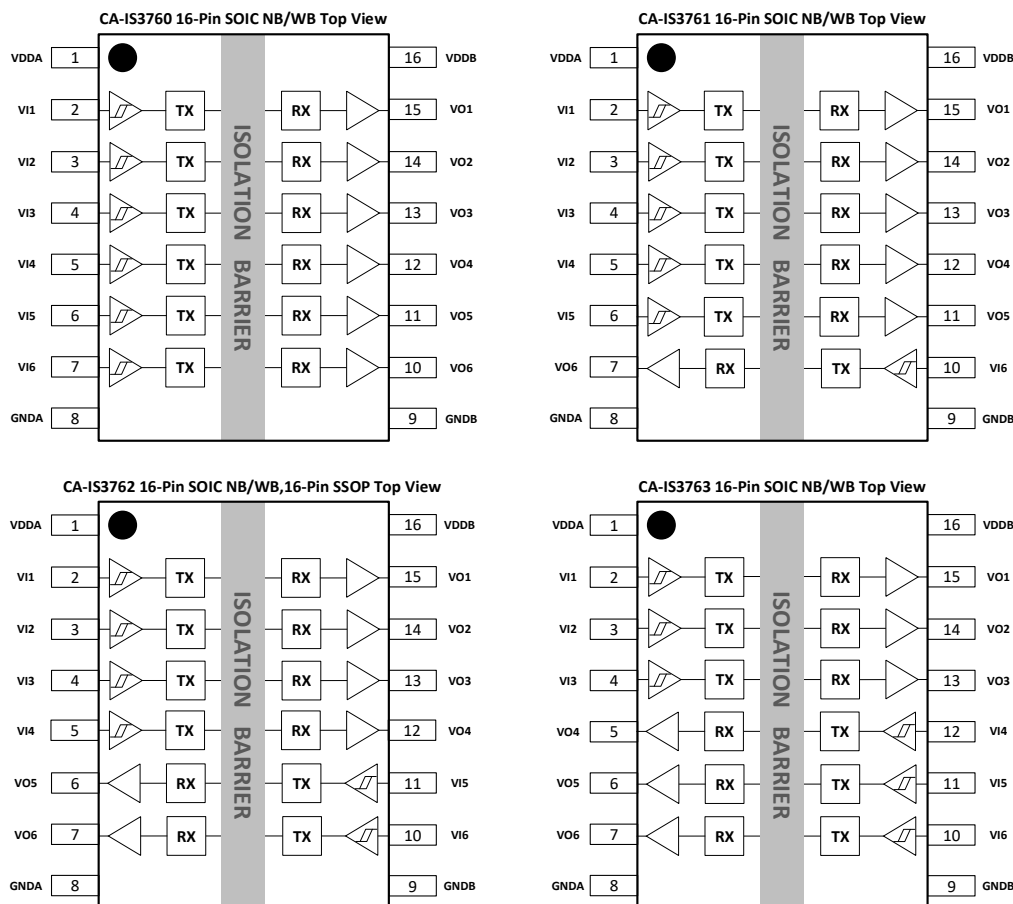 CA-IS3760 16-Pin SOIC NB/WB Top View
VDDA 1 16 VDDB
VI1 2 TX RX 15 VO1
VI2 3 TX RX 14 VO2
VI3 4 TX RX 13 VO3
VI4 5 TX RX 12 VO4
VI5 6 TX RX 11 VO5
VI6 7 TX RX 10 VO6
GNDA 8 9 GNDB
ISOLATION BARRIER
CA-IS3761 16-Pin SOIC NB/WB Top View
VDDA 1 16 VDDB
VI1 2 TX RX 15 VO1
VI2 3 TX RX 14 VO2
VI3 4 TX RX 13 VO3
VI4 5 TX RX 12 VO4
VI5 6 TX RX 11 VO5
VO6 7 RX TX 10 VI6
GNDA 8 9 GNDB
ISOLATION BARRIER
CA-IS3762 16-Pin SOIC NB/WB,16-Pin SSOP Top View
VDDA 1 16 VDDB
VI1 2 TX RX 15 VO1
VI2 3 TX RX 14 VO2
VI3 4 TX RX 13 VO3
VI4 5 TX RX 12 VO4
VO5 6 RX TX 11 VI5
VO6 7 RX TX 10 VI6
GNDA 8 9 GNDB
ISOLATION BARRIER
CA-IS3763 16-Pin SOIC NB/WB Top View
VDDA 1 16 VDDB
VI1 2 TX RX 15 VO1
VI2 3 TX RX 14 VO2
VI3 4 TX RX 13 VO3
VO4 5 RX TX 12 VI4
VO5 6 RX TX 11 VI5
VO6 7 RX TX 10 VI6
GNDA 8 9 GNDB
ISOLATION BARRIER